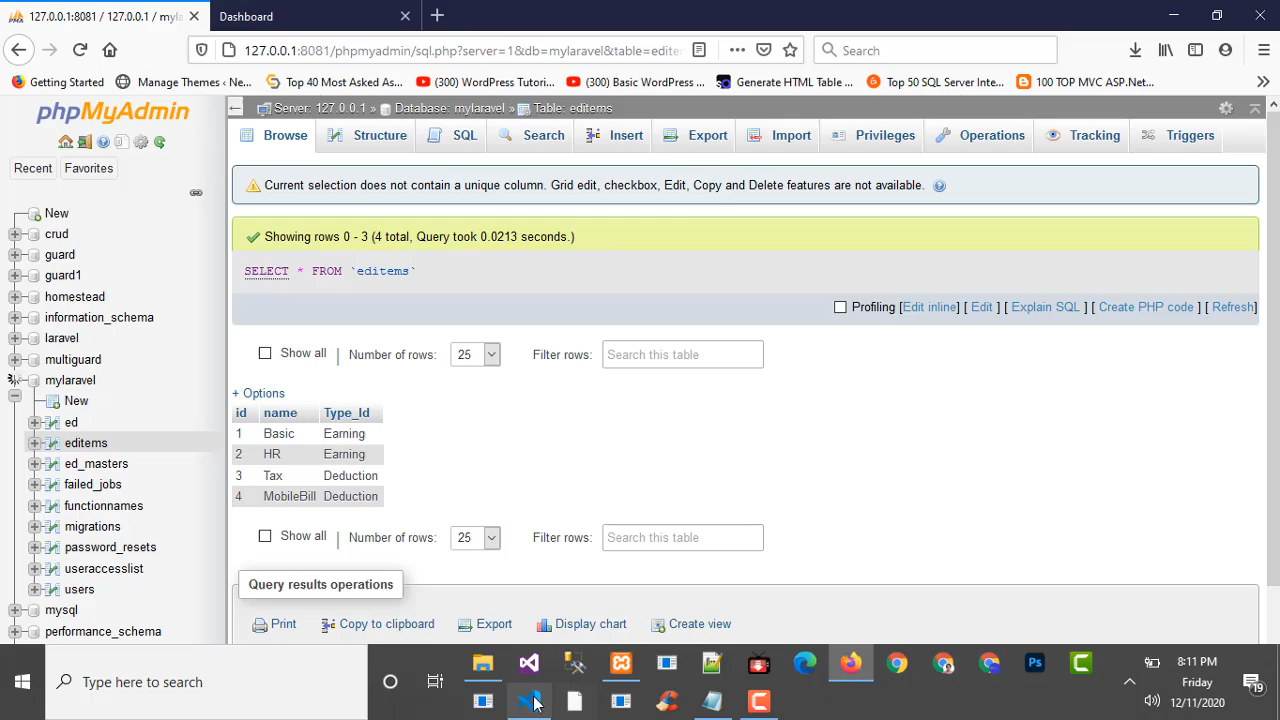 127.0.0.1:8081 / 127.0.0.1 / myla
Dashboard
127.0.0.1:8081/phpmyadmin/sql.php?server=1&db=mylaravel&table=edite
Search
Getting Started
Manage Themes ‹ Ne...
Top 40 Most Asked As...
(300) WordPress Tutori...
(300) Basic WordPress ...
Generate HTML Table ...
Top 50 SQL Server Inte...
100 TOP MVC ASP.Net...
phpMyAdmin
Recent
Favorites
New
crud
guard
guard1
homestead
information_schema
laravel
multiguard
mylaravel
New
ed
editems
ed_masters
failed_jobs
functionnames
migrations
password_resets
useraccesslist
users
mysql
performance_schema
Server: 127.0.0.1 » Database: mylaravel » Table: editems
Browse
Structure
SQL
Search
Insert
Export
Import
Privileges
Operations
Tracking
Triggers
Current selection does not contain a unique column. Grid edit, checkbox, Edit, Copy and Delete features are not available.
Showing rows 0 - 3 (4 total, Query took 0.0213 seconds.)
SELECT * FROM `editems`
Profiling [Edit inline] [ Edit ] [ Explain SQL ] [ Create PHP code ] [ Refresh]
Show all | Number of rows: 25 Filter rows: Search this table
+ Options
id name Type_Id
1 Basic Earning
2 HR Earning
3 Tax Deduction
4 MobileBill Deduction
Show all | Number of rows: 25 Filter rows: Search this table
Query results operations
Print
Copy to clipboard
Export
Display chart
Create view
Type here to search
Ps
C
8:11 PM
Friday
12/11/2020
19